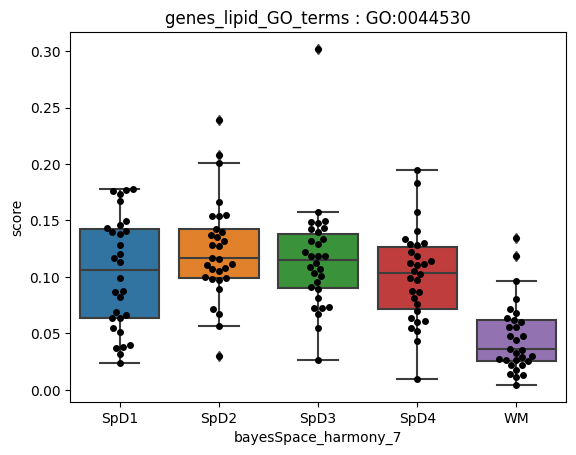 genes_lipid_GO_terms : GO:0044530
0.30
0.25
0.20
0.15
0.10
0.05
0.00
score
SpD1 SpD2 SpD3 SpD4 WM
bayesSpace_harmony_7